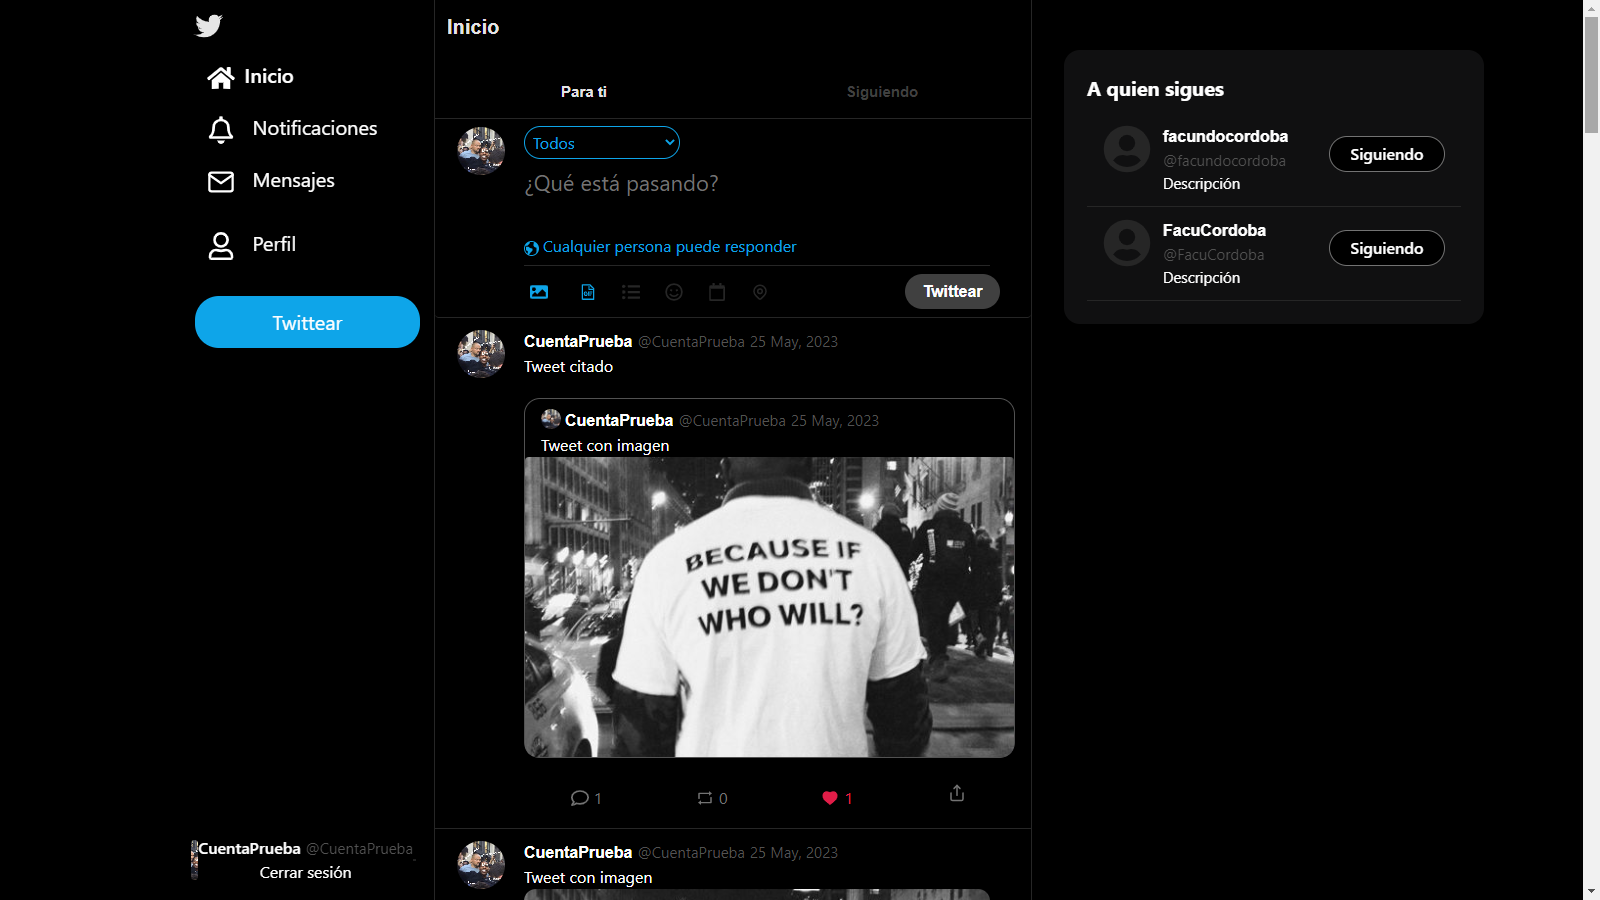 Inicio
Notificaciones
Mensajes
Perfil
Twittear
CuentaPrueba @CuentaPrueba
Cerrar sesión
Inicio
Para ti
Siguiendo
Todos
¿Qué está pasando?
Cualquier persona puede responder
Twittear
CuentaPrueba @CuentaPrueba 25 May, 2023
Tweet citado
CuentaPrueba @CuentaPrueba 25 May, 2023
Tweet con imagen
BECAUSE IF
WE DON'T
WHO WILL?
1
0
1
CuentaPrueba @CuentaPrueba 25 May, 2023
Tweet con imagen
A quien sigues
facundocordoba
@facundocordoba
Descripción
Siguiendo
FacuCordoba
@FacuCordoba
Descripción
Siguiendo